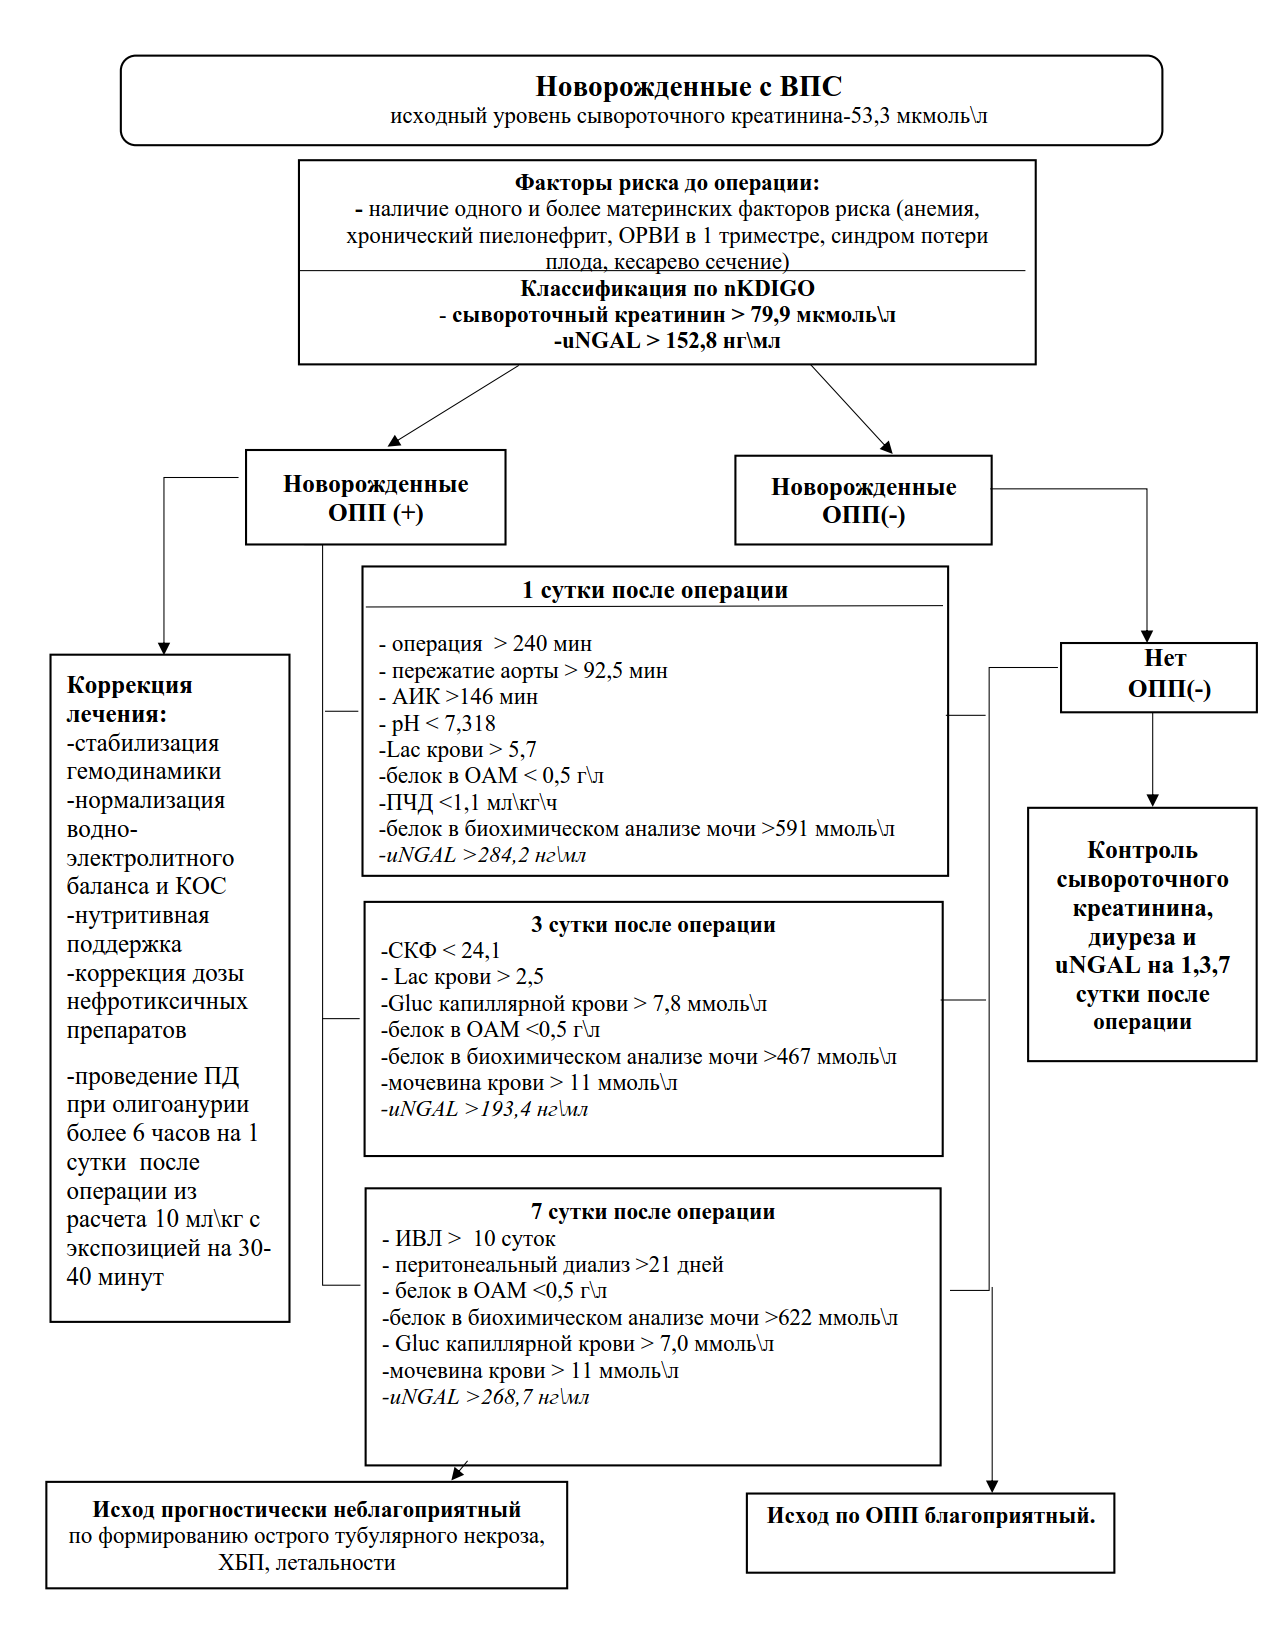 Новорожденные с ВПС
исходный уровень сывороточного креатинина-53,3 мкмоль\л
Факторы риска до операции:
- наличие одного и более материнских факторов риска (анемия,
хронический пиелонефрит, ОРВИ в 1 триместре, синдром потери
плода, кесарево сечение)
Классификация по nKDIGO
- сывороточный креатинин > 79,9 мкмоль\л
-uNGAL > 152,8 нг\мл
Новорожденные
ОПП (+)
Новорожденные
ОПП(-)
1 сутки после операции
- операция  > 240 мин
- пережатие аорты > 92,5 мин
- АИК >146 мин
- pH < 7,318
-Lac крови > 5,7
-белок в ОАМ < 0,5 г\л
-ПЧД <1,1 мл\кг\ч
-белок в биохимическом анализе мочи >591 ммоль\л
-uNGAL >284,2 нг\мл
Нет
ОПП(-)
Коррекция
лечения:
-стабилизация
гемодинамики
-нормализация
водно-
электролитного
баланса и КОС
-нутритивная
поддержка
-коррекция дозы
нефротиксичных
препаратов
-проведение ПД
при олигоанурии
более 6 часов на 1
сутки  после
операции из
расчета 10 мл\кг с
экспозицией на 30-
40 минут
Контроль
сывороточного
креатинина,
диуреза и
uNGAL на 1,3,7
сутки после
операции
3 сутки после операции
-СКФ < 24,1
- Lac крови > 2,5
-Gluc капиллярной крови > 7,8 ммоль\л
-белок в ОАМ <0,5 г\л
-белок в биохимическом анализе мочи >467 ммоль\л
-мочевина крови > 11 ммоль\л
-uNGAL >193,4 нг\мл
7 сутки после операции
- ИВЛ >  10 суток
- перитонеальный диализ >21 дней
- белок в ОАМ <0,5 г\л
-белок в биохимическом анализе мочи >622 ммоль\л
- Gluc капиллярной крови > 7,0 ммоль\л
-мочевина крови > 11 ммоль\л
-uNGAL >268,7 нг\мл
Исход прогностически неблагоприятный
по формированию острого тубулярного некроза,
ХБП, летальности
Исход по ОПП благоприятный.